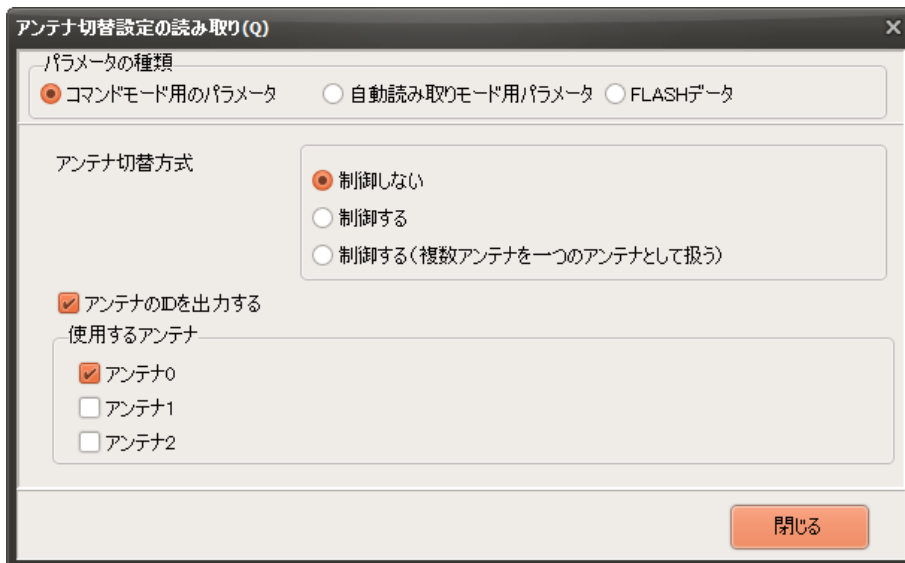 アンテナ切替設定の読み取り(Q)
パラメータの種類
コマンドモード用のパラメータ 自動読み取りモード用パラメータ FLASHデータ
アンテナ切替方式
制御しない
制御する
制御する(複数アンテナを一つのアンテナとして扱う)
アンテナのIDを出力する
使用するアンテナ
アンテナ0
アンテナ1
アンテナ2
閉じる